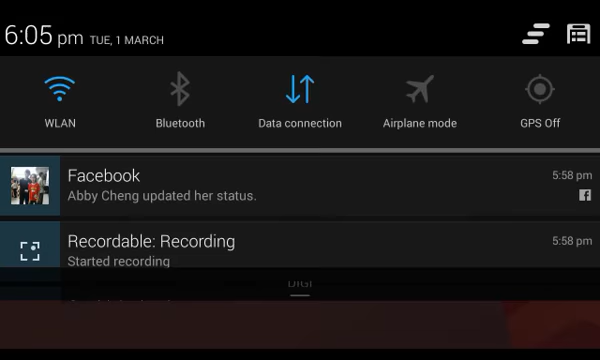 6:05 pm TUE, 1 MARCH
WLAN
Bluetooth
Data connection
Airplane mode
GPS Off
Facebook
5:58 pm
Abby Cheng updated her status.
Recordable: Recording
5:58 pm
Started recording
DIGI